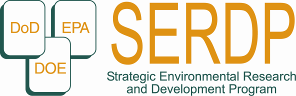 DoD
EPA
DOE
SERDP
Strategic Environmental Research
and Development Program